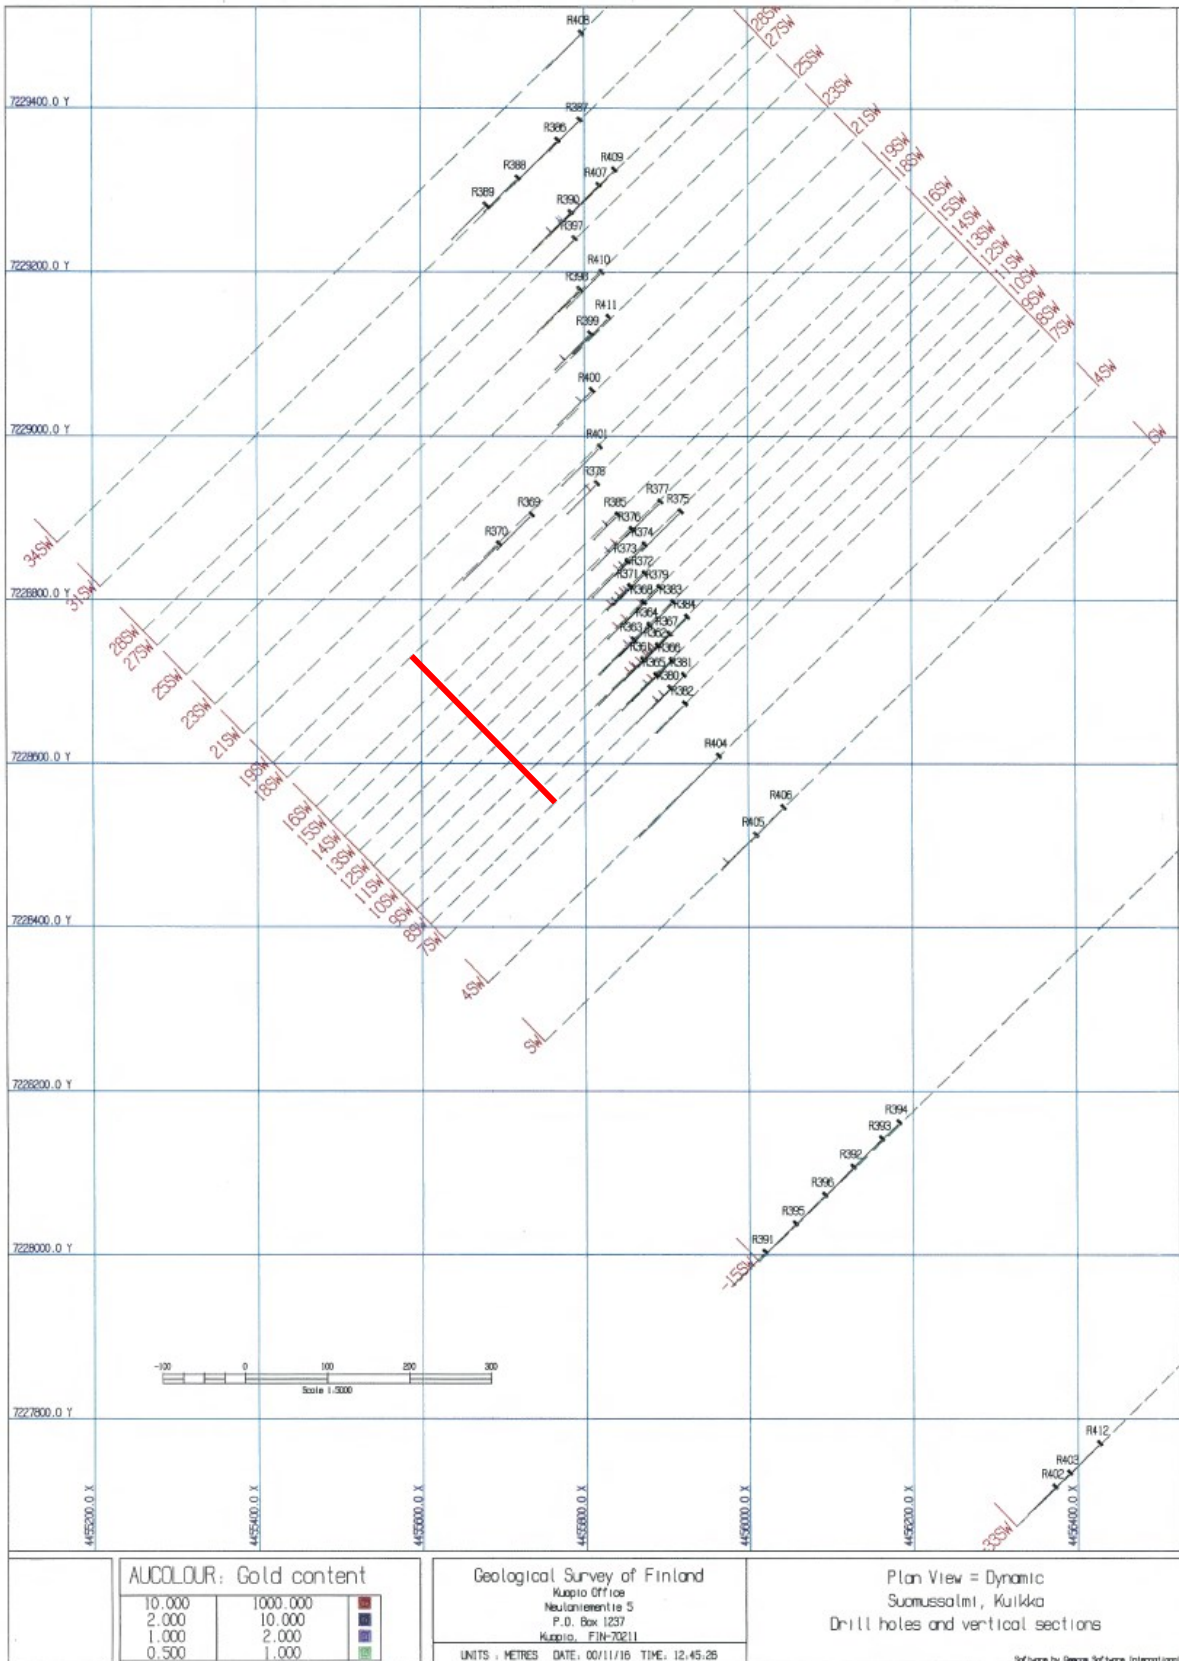 R408
28SW
27SW
25SW
23SW
21SW
19SW
18SW
16SW
15SW
14SW
13SW
12SW
11SW
10SW
9SW
8SW
7SW
4SW
SW
7229400.0 Y
R387
R386
R409
R388
R407
R389
R390
R397
7229200.0 Y
R410
R398
R411
R399
R400
7229000.0 Y
R401
R378
R377
R369
R385
R375
R376
R370
R374
R373
R372
R371
R379
7228800.0 Y
R368
R383
R364
R384
R363
R367
R362
R361
R366
R365
R381
R380
R382
34SW
31SW
28SW
27SW
25SW
23SW
21SW
19SW
18SW
16SW
15SW
14SW
13SW
12SW
11SW
10SW
9SW
8SW
7SW
4SW
SW
7228600.0 Y
R404
R406
R405
7228400.0 Y
7228200.0 Y
R394
R393
R392
R396
R395
R391
7228000.0 Y
-15SW
-100 0 100 200 300
Scale 1:5000
7227800.0 Y
R412
R403
R402
-33SW
4455200.0 X
4455400.0 X
4455600.0 X
4455800.0 X
4456000.0 X
4456200.0 X
4456400.0 X
AUCOLOUR: Gold content
10.000 1000.000
2.000 10.000
1.000 2.000
0.500 1.000
Geological Survey of Finland
Kuopio Office
Neulaniementie 5
P.O. Box 1237
Kuopio, FIN-70211
UNITS : METRES DATE: 00/11/16 TIME: 12:45:26
Plan View = Dynamic
Suomussalmi, Kuikka
Drill holes and vertical sections
Software by Gemcom Software International